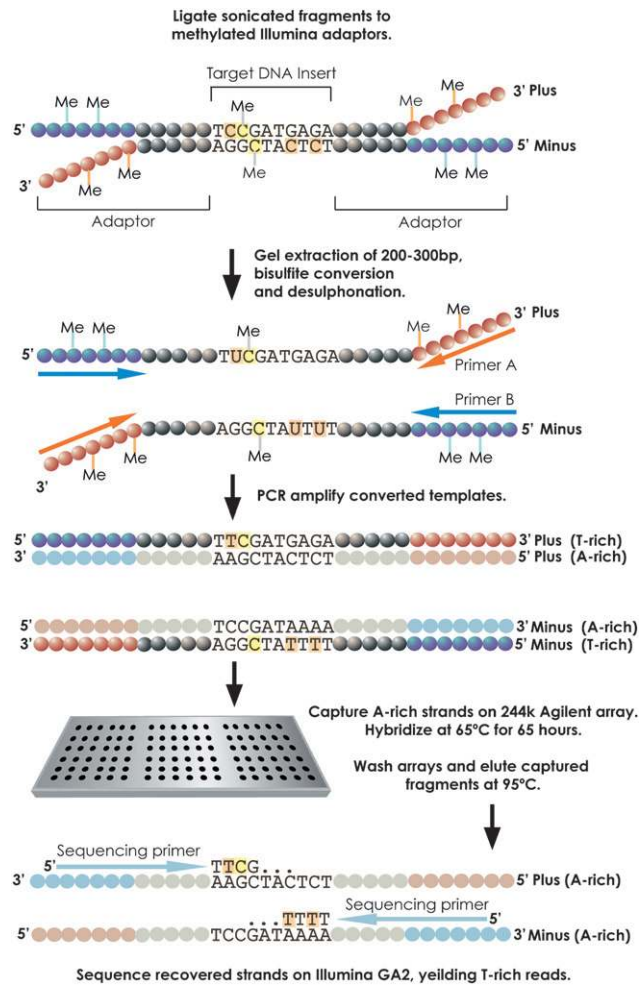 Ligate sonicated fragments to
methylated Illumina adaptors.
Target DNA Insert
Me Me Me Me Me 3' Plus
5' TCCGATGAGA
AGGCTACTCT 5' Minus
3' Me Me Me Me Me
Adaptor Adaptor
Gel extraction of 200-300bp,
bisulfite conversion
and desulphonation.
Me Me Me Me Me 3' Plus
5' TUCGATGAGA
Primer A
Primer B
AGGCTAUTUT 5' Minus
3' Me Me Me Me Me
PCR amplify converted templates.
5' TTCGATGAGA 3' Plus (T-rich)
3' AAGCTACTCT 5' Plus (A-rich)
5' TCCGATAAAA 3' Minus (A-rich)
3' AGGCTATTTT 5' Minus (T-rich)
Capture A-rich strands on 244k Agilent array.
Hybridize at 65ºC for 65 hours.
Wash arrays and elute captured
fragments at 95ºC.
Sequencing primer
5' TTCG...
3' AAGCTACTCT 5' Plus (A-rich)
Sequencing primer
...TTTT 5'
5' TCCGATAAAA 3' Minus (A-rich)
Sequence recovered strands on Illumina GA2, yeilding T-rich reads.